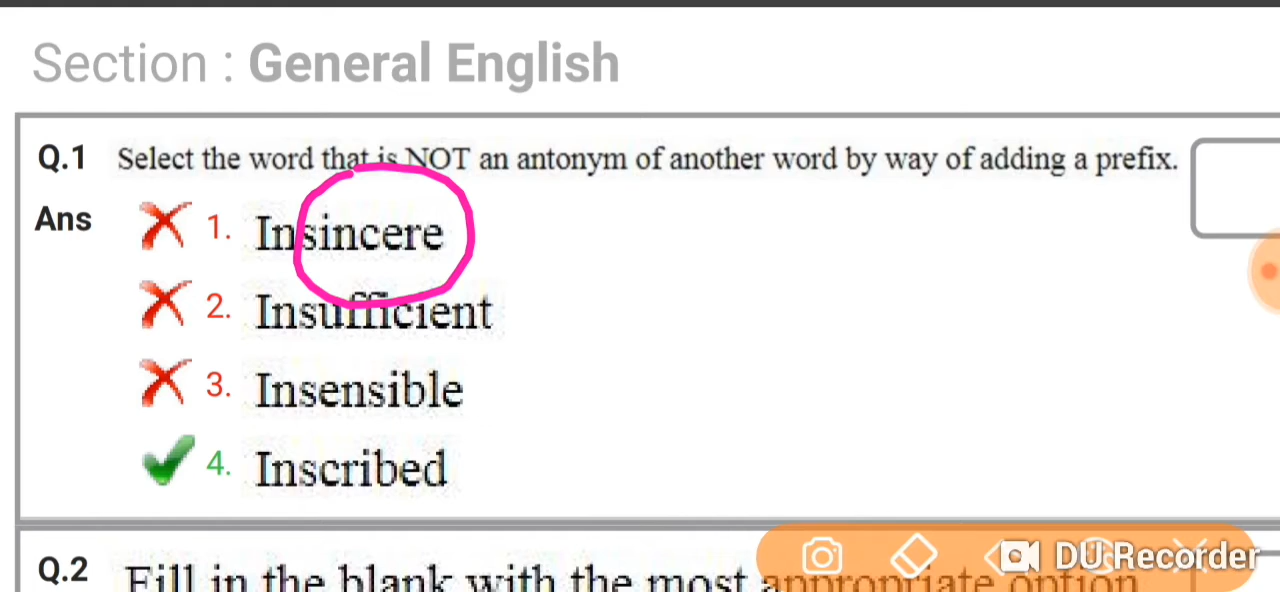 Section : General English
Q.1 Select the word that is NOT an antonym of another word by way of adding a prefix.
Ans 1. Insincere
2. Insufficient
3. Insensible
4. Inscribed
Q.2 Fill in the blank with the most appropriate option
DU Recorder